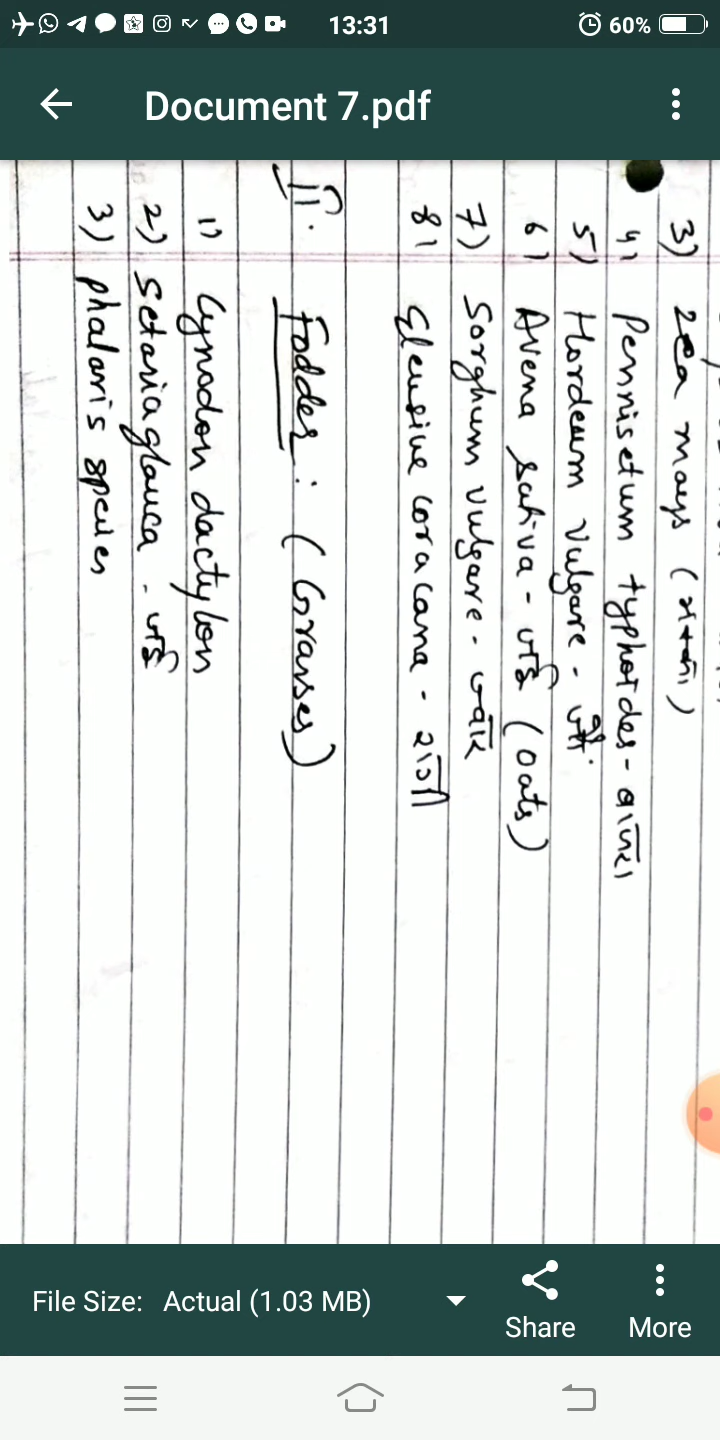 13:31
60%
Document 7.pdf
3) Zea mays (
4) Pennisetum typhoides - बाजरा
5) Hordeum vulgare - जौ
6) Avena sativa - जई (oats)
7) Sorghum vulgare - ज्वार
8) Eleusive coracana - रागी
II. Fodder: (Grasses)
1) Cynodon dactylon
2) Setaria glauca - जई
3) phalaris species
File Size: Actual (1.03 MB)
Share
More